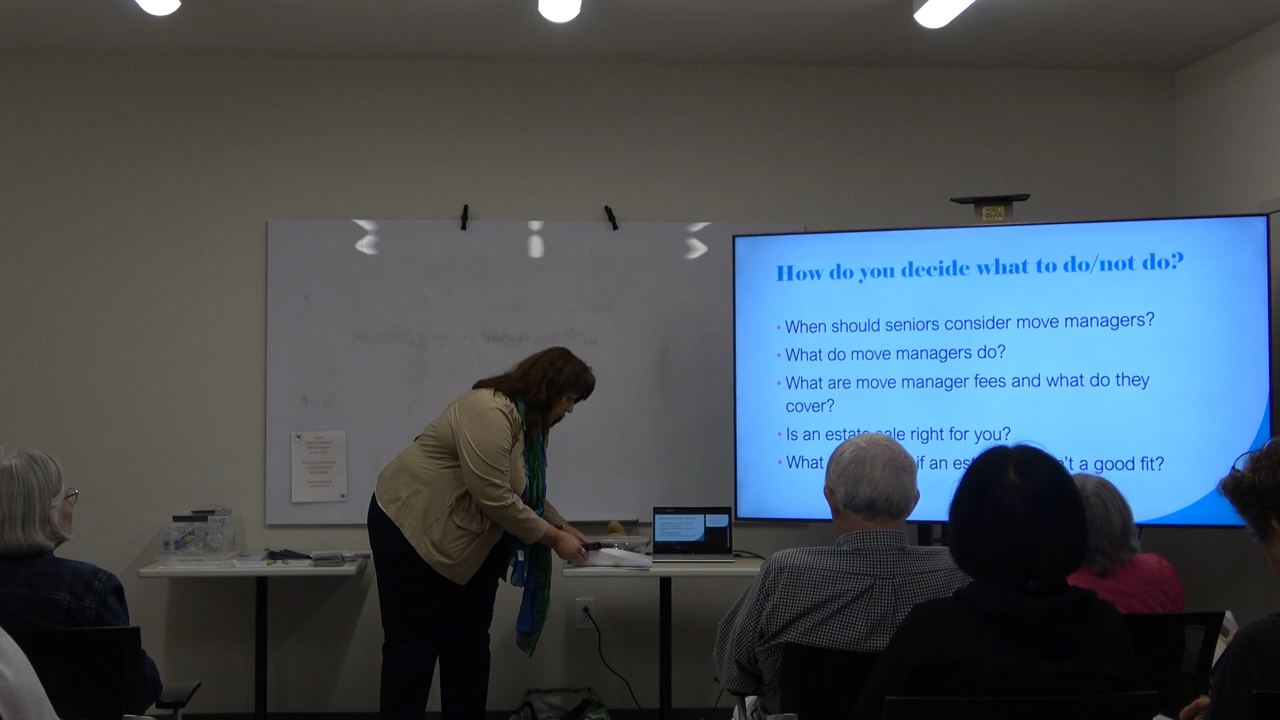 How do you decide what to do/not do?
• When should seniors consider move managers?
• What do move managers do?
• What are move manager fees and what do they
cover?
• Is an estate sale right for you?
• What if an es 't a good fit?